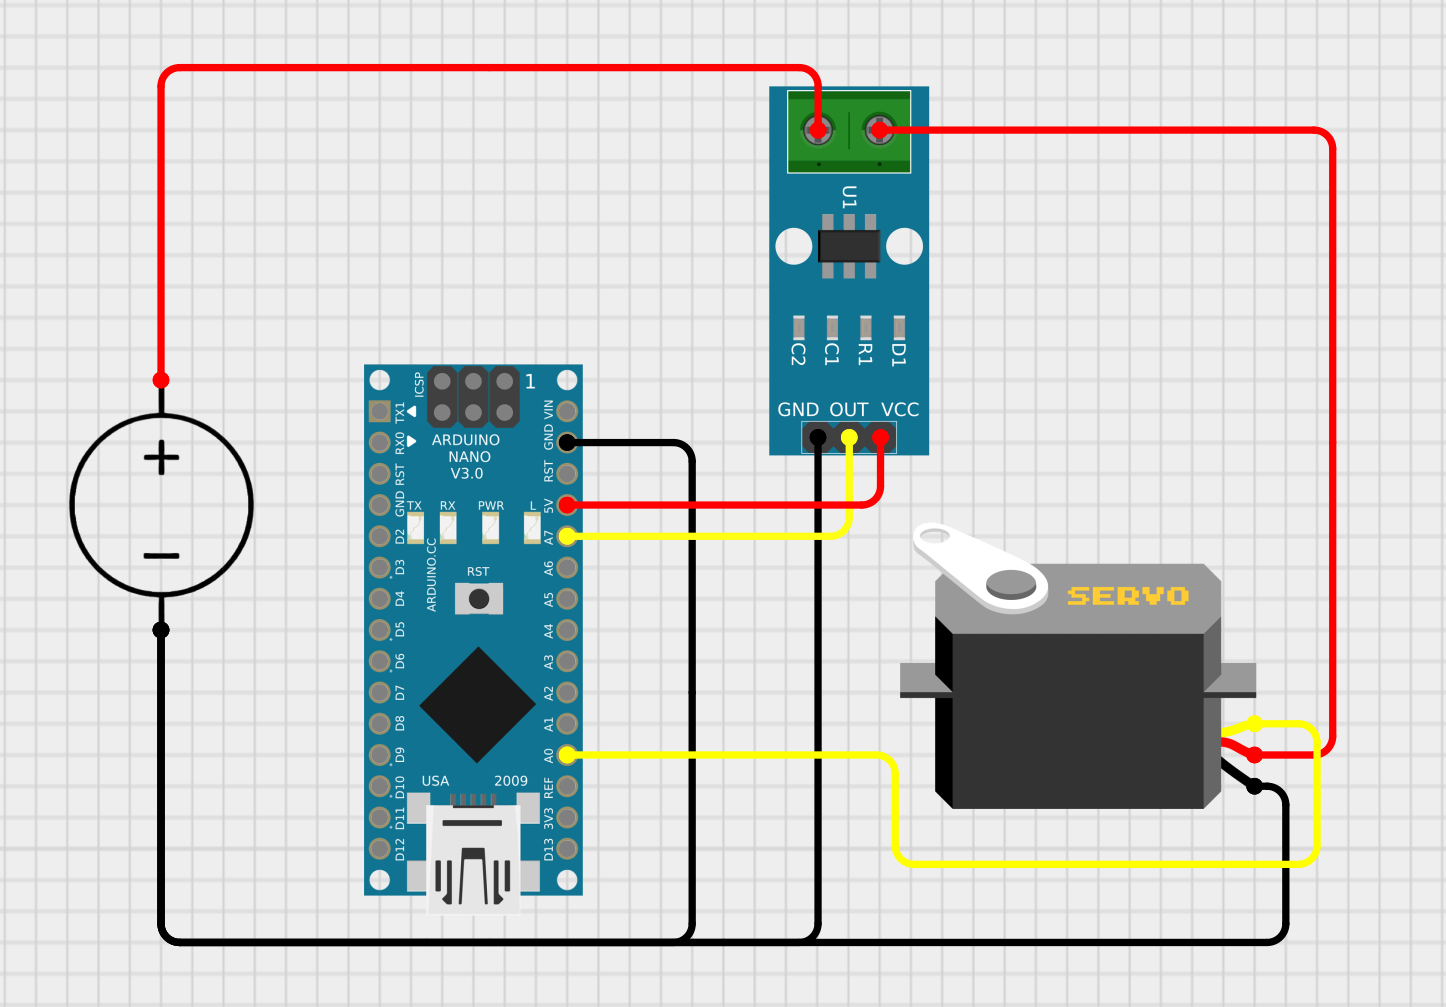 U1
C2
C1
R1
D1
GND OUT VCC
ICSP
1
TX1
RX0
RST
GND
D2
D3
D4
D5
D6
D7
D8
D9
D10
D11
D12
ARDUINO
NANO
V3.0
TX RX PWR L
ARDUINO.CC
RST
USA 2009
VIN
GND
RST
5V
A7
A6
A5
A4
A3
A2
A1
A0
REF
3V3
D13
SERVO
+
−